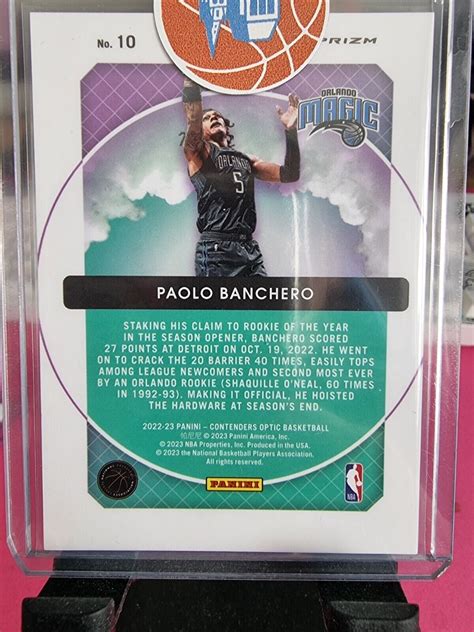 No. 10
PRIZM
ORLANDO
MAGIC
ORLANDO
5
PAOLO BANCHERO
STAKING HIS CLAIM TO ROOKIE OF THE YEAR
IN THE SEASON OPENER, BANCHERO SCORED
27 POINTS AT DETROIT ON OCT. 19, 2022. HE WENT
ON TO CRACK THE 20 BARRIER 40 TIMES, EASILY TOPS
AMONG LEAGUE NEWCOMERS AND SECOND MOST EVER
BY AN ORLANDO ROOKIE (SHAQUILLE O'NEAL, 60 TIMES
IN 1992-93). MAKING IT OFFICIAL, HE HOISTED
THE HARDWARE AT SEASON'S END.
2022-23 PANINI – CONTENDERS OPTIC BASKETBALL
帕尼尼 © 2023 Panini America, Inc.
© 2023 NBA Properties, Inc. Produced in the USA.
© 2023 the National Basketball Players Association.
All rights reserved.
PANINI
NBA